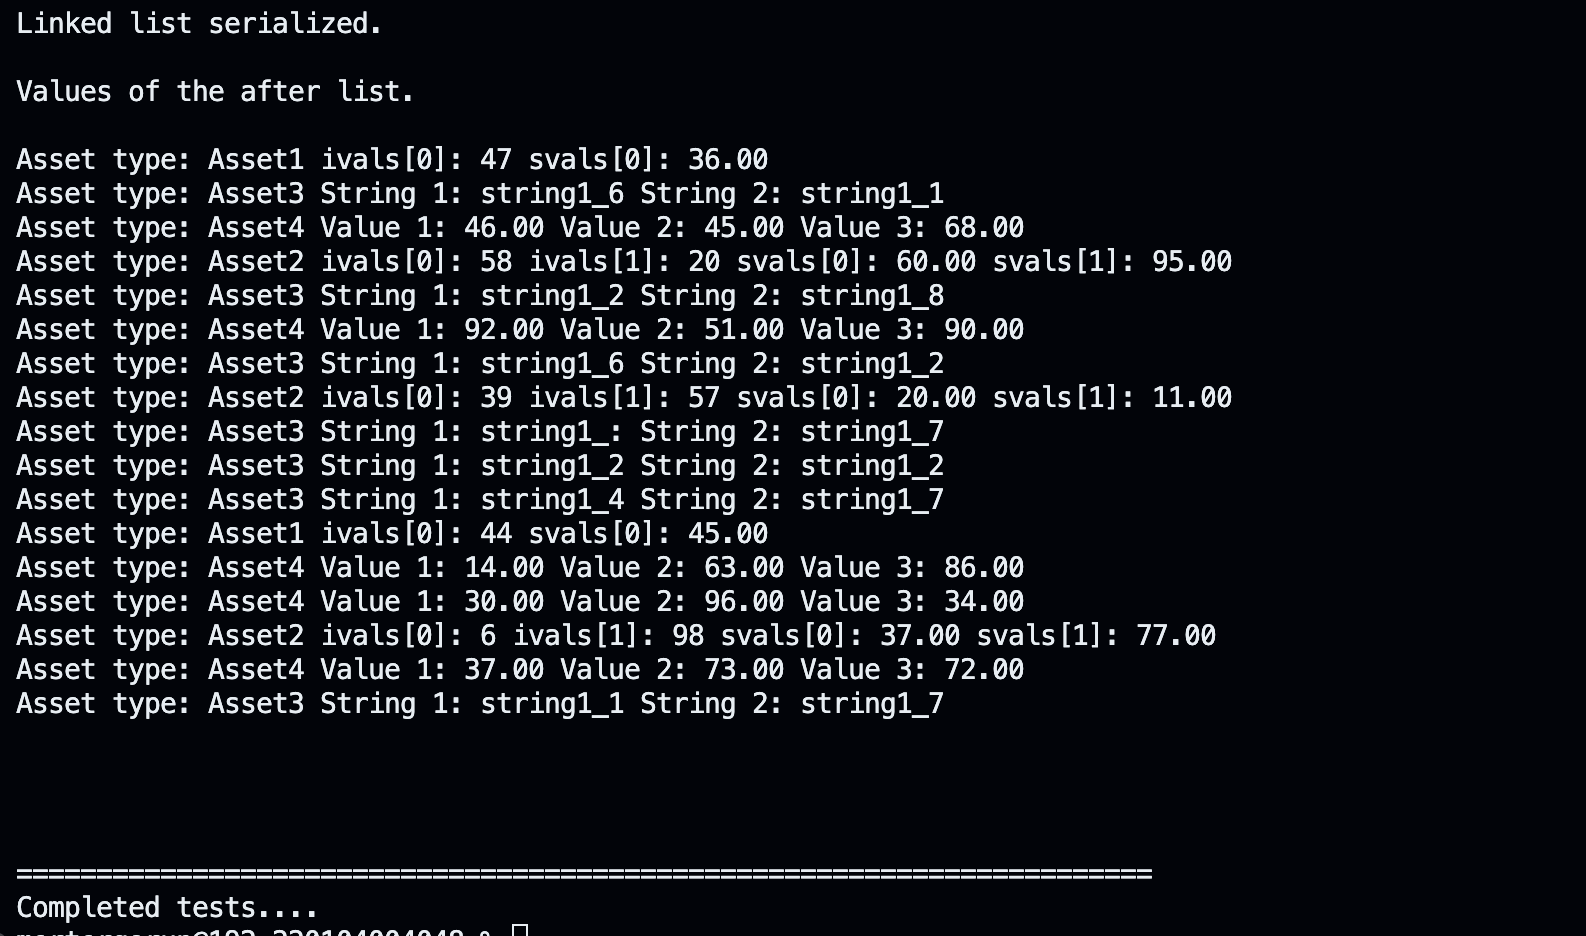 Linked list serialized.
Values of the after list.
Asset type: Asset1 ivals[0]: 47 svals[0]: 36.00
Asset type: Asset3 String 1: string1_6 String 2: string1_1
Asset type: Asset4 Value 1: 46.00 Value 2: 45.00 Value 3: 68.00
Asset type: Asset2 ivals[0]: 58 ivals[1]: 20 svals[0]: 60.00 svals[1]: 95.00
Asset type: Asset3 String 1: string1_2 String 2: string1_8
Asset type: Asset4 Value 1: 92.00 Value 2: 51.00 Value 3: 90.00
Asset type: Asset3 String 1: string1_6 String 2: string1_2
Asset type: Asset2 ivals[0]: 39 ivals[1]: 57 svals[0]: 20.00 svals[1]: 11.00
Asset type: Asset3 String 1: string1_: String 2: string1_7
Asset type: Asset3 String 1: string1_2 String 2: string1_2
Asset type: Asset3 String 1: string1_4 String 2: string1_7
Asset type: Asset1 ivals[0]: 44 svals[0]: 45.00
Asset type: Asset4 Value 1: 14.00 Value 2: 63.00 Value 3: 86.00
Asset type: Asset4 Value 1: 30.00 Value 2: 96.00 Value 3: 34.00
Asset type: Asset2 ivals[0]: 6 ivals[1]: 98 svals[0]: 37.00 svals[1]: 77.00
Asset type: Asset4 Value 1: 37.00 Value 2: 73.00 Value 3: 72.00
Asset type: Asset3 String 1: string1_1 String 2: string1_7
=======================================================================
Completed tests....